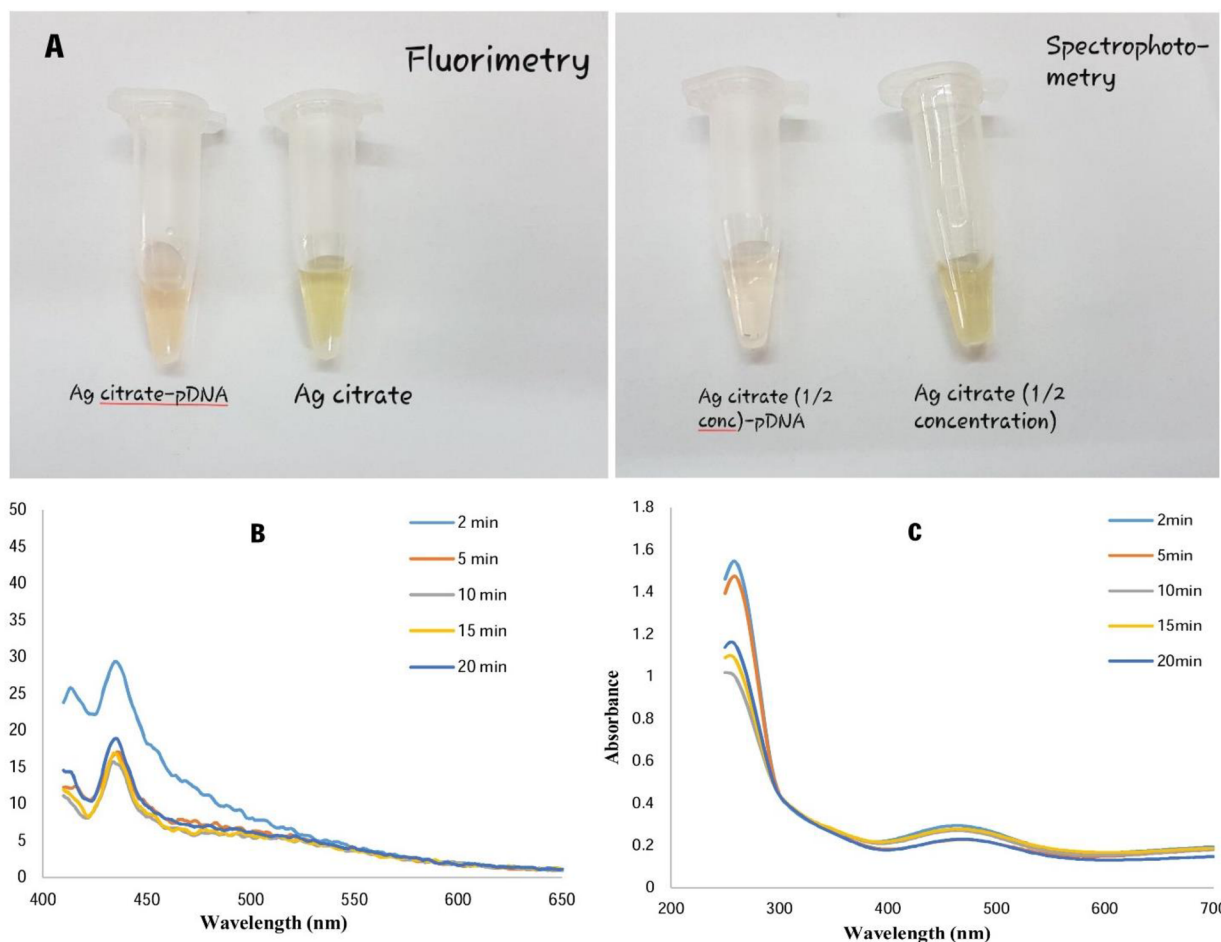 A
Fluorimetry
Ag citrate-pDNA
Ag citrate
Spectrophoto-
metry
Ag citrate (1/2
conc)-pDNA
Ag citrate (1/2
concentration)
B
50
45
40
35
30
25
20
15
10
5
0
400
450
500
550
600
650
Wavelength (nm)
2 min
5 min
10 min
15 min
20 min
C
1.8
1.6
1.4
1.2
1
0.8
0.6
0.4
0.2
0
200
300
400
500
600
700
Absorbance
Wavelength (nm)
2min
5min
10min
15min
20min